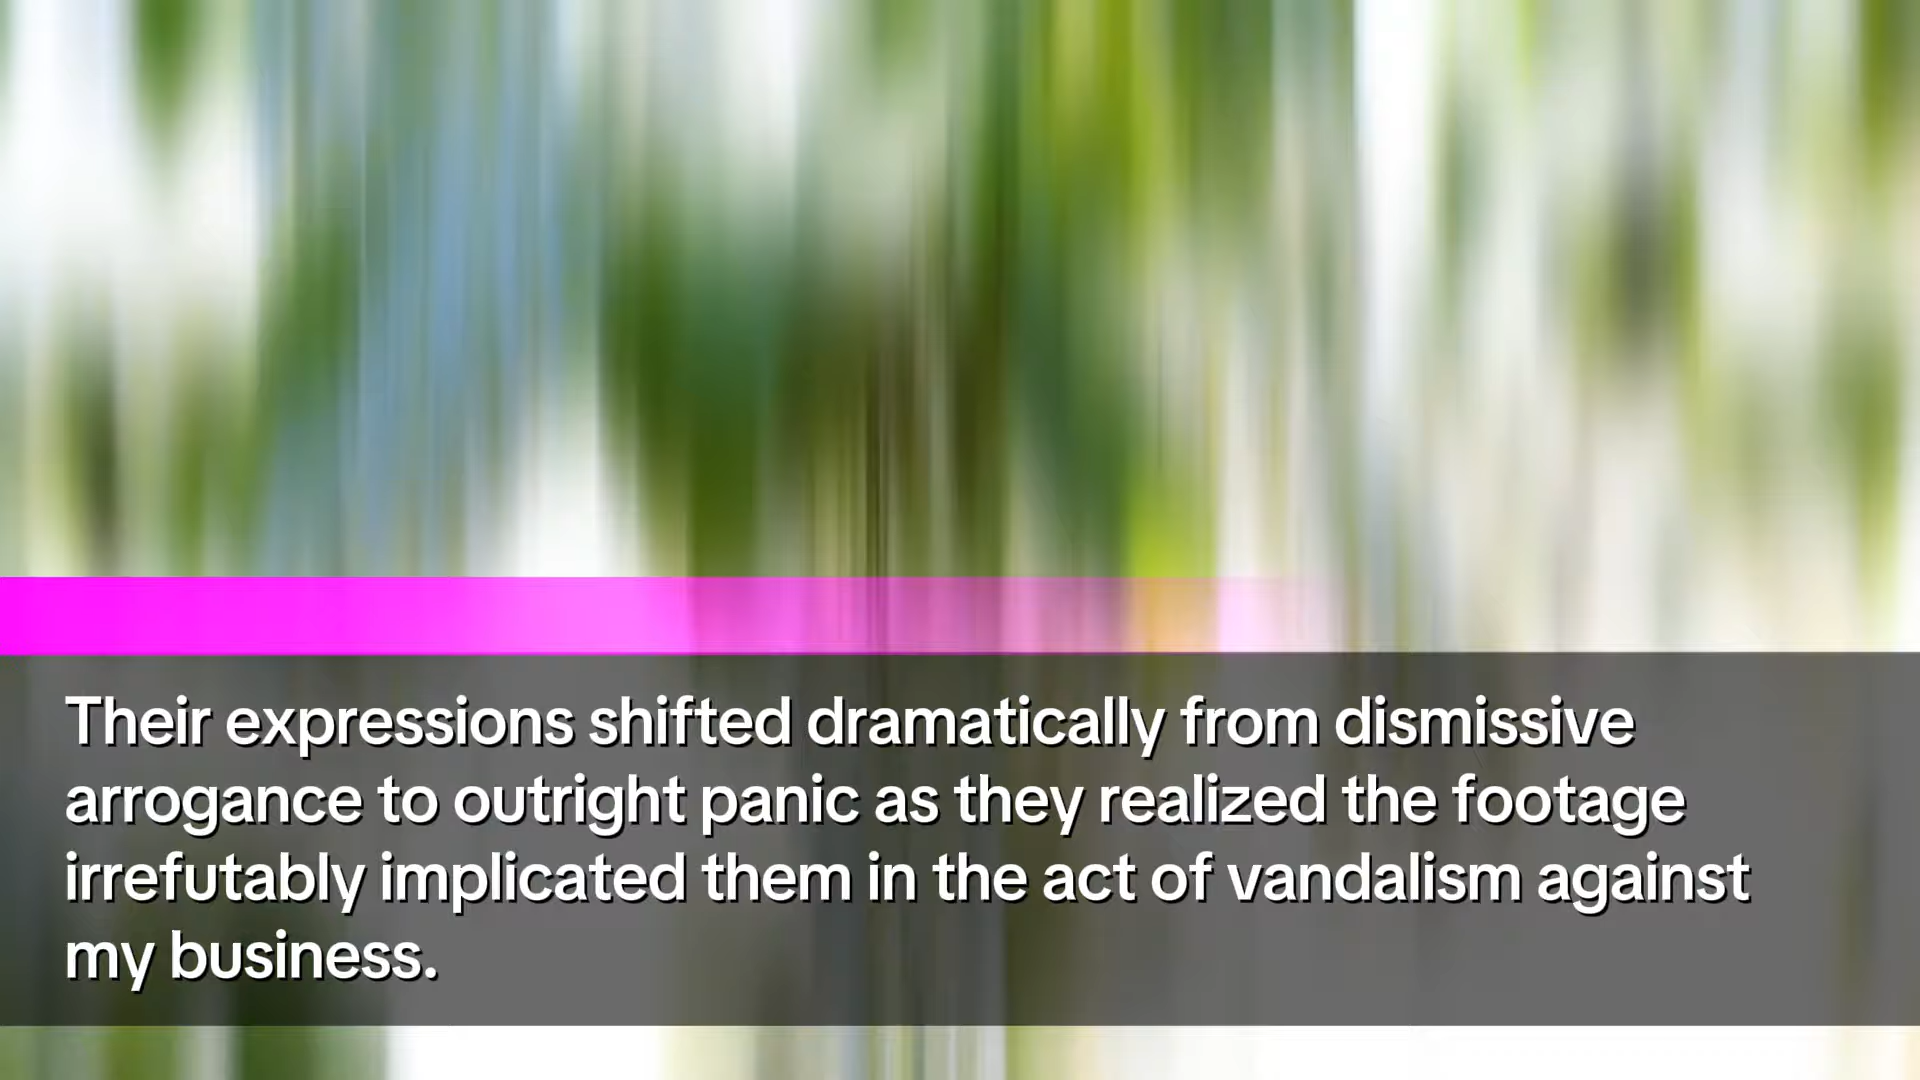 Their expressions shifted dramatically from dismissive
arrogance to outright panic as they realized the footage
irrefutably implicated them in the act of vandalism against
my business.